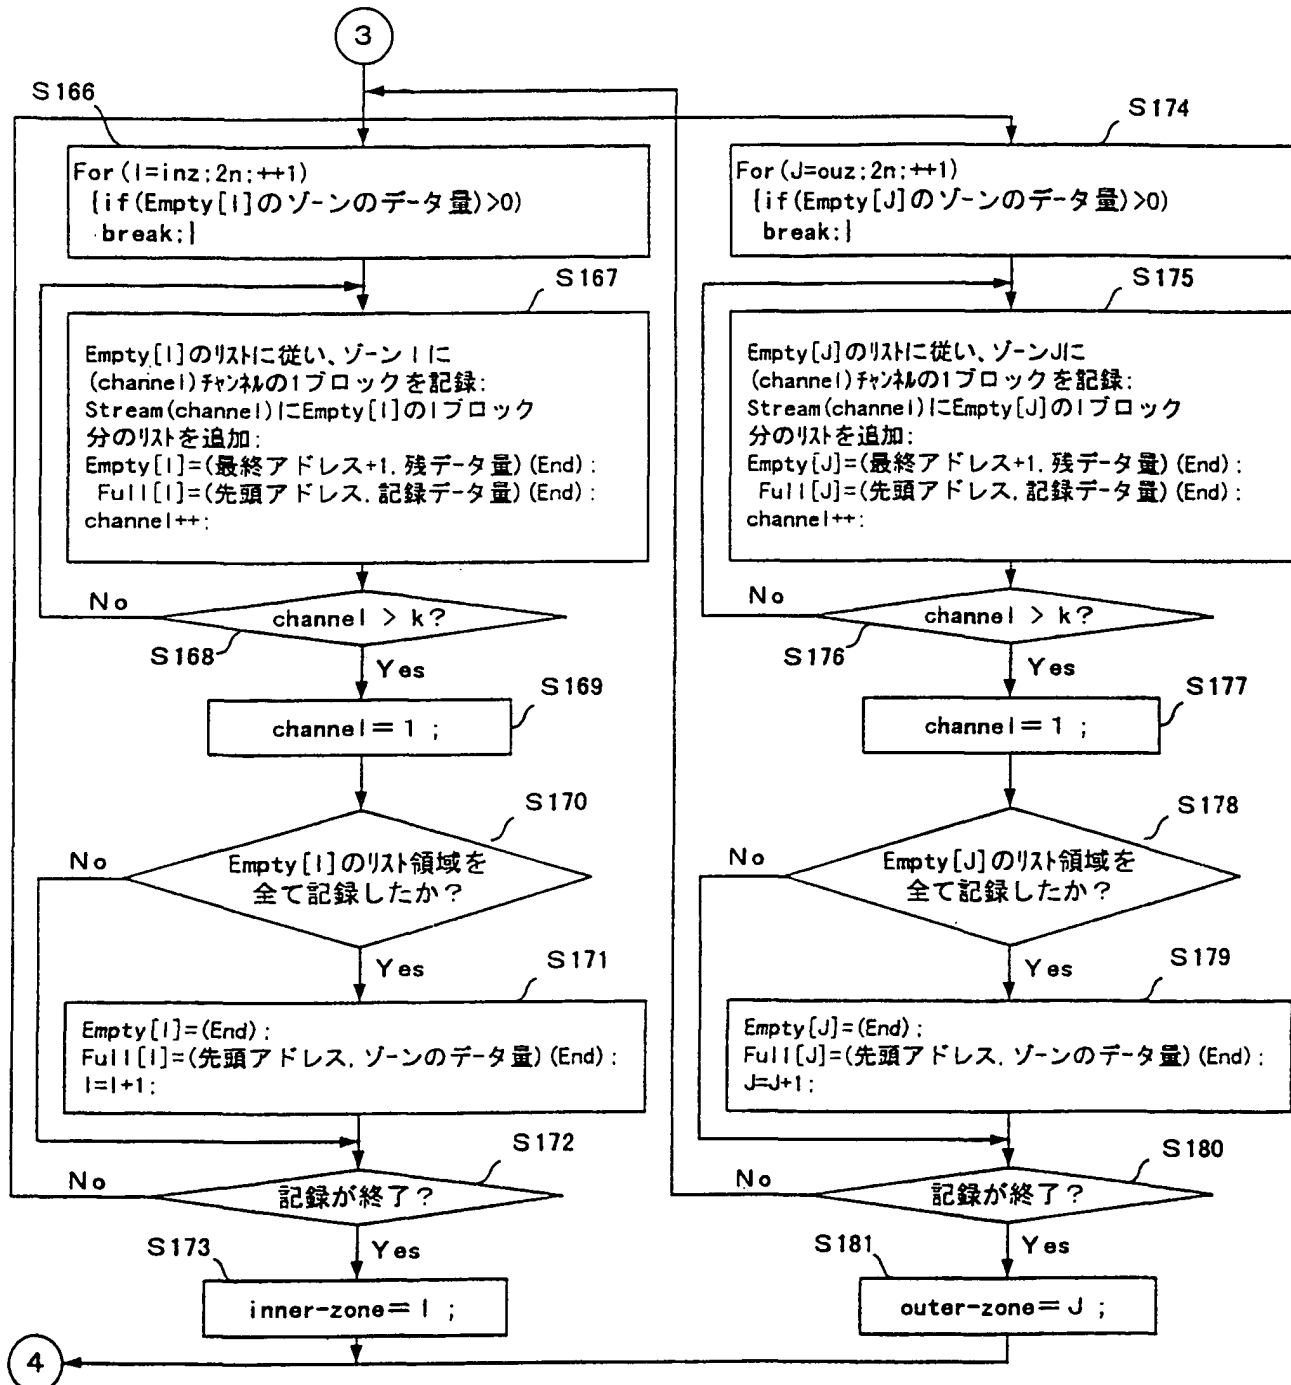 3
S166
For(I=inz;2n;++1)
{if(Empty[I]のゾーンのデータ量)>0)
break;}
S167
Empty[I]のリストに従い、ゾーンIに
(channel)チャンネルの1ブロックを記録:
Stream(channel)にEmpty[I]の1ブロック
分のリストを追加:
Empty[I]=(最終アドレス+1, 残データ量)(End):
Full[I]=(先頭アドレス, 記録データ量)(End):
channel++:
No
channel > k?
S168
Yes
S169
channel=1 ;
S170
No
Empty[I]のリスト領域を
全て記録したか?
Yes
S171
Empty[I]=(End):
Full[I]=(先頭アドレス, ゾーンのデータ量)(End):
I=I+1:
S172
No
記録が終了?
S173
Yes
inner-zone=I ;
4
S174
For(J=ouz;2n;++1)
{if(Empty[J]のゾーンのデータ量)>0)
break;}
S175
Empty[J]のリストに従い、ゾーンJに
(channel)チャンネルの1ブロックを記録:
Stream(channel)にEmpty[J]の1ブロック
分のリストを追加:
Empty[J]=(最終アドレス+1, 残データ量)(End):
Full[J]=(先頭アドレス, 記録データ量)(End):
channel++:
No
channel > k?
S176
Yes
S177
channel=1 ;
S178
No
Empty[J]のリスト領域を
全て記録したか?
Yes
S179
Empty[J]=(End):
Full[J]=(先頭アドレス, ゾーンのデータ量)(End):
J=J+1:
S180
No
記録が終了?
S181
Yes
outer-zone=J ;